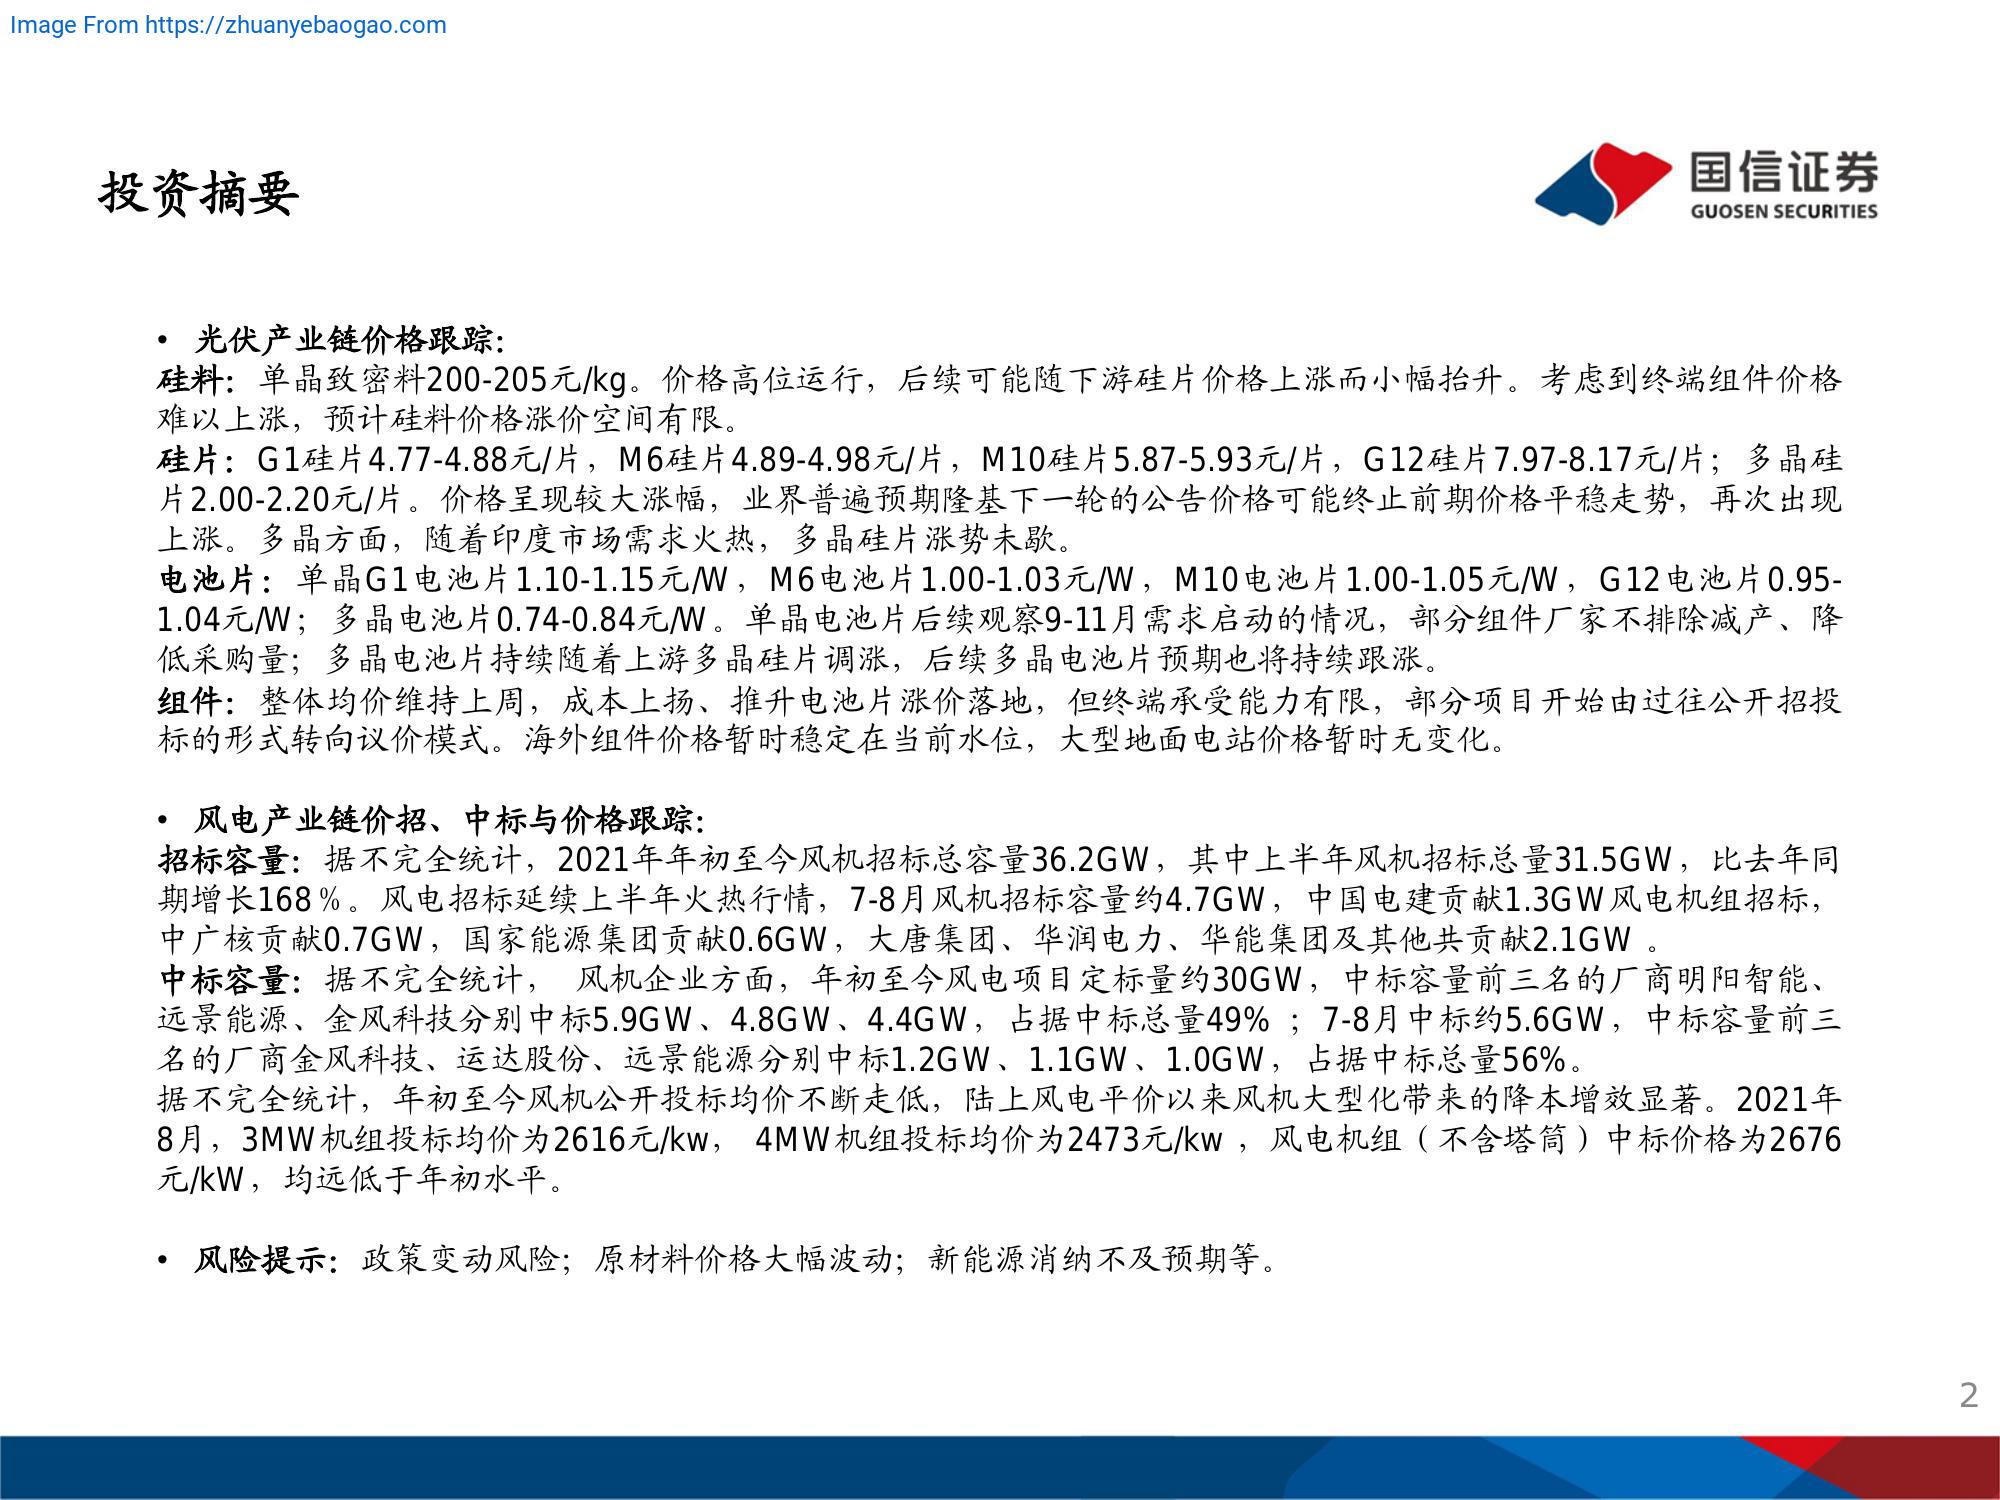 Image From https://zhuanyebaogao.com
投资摘要
国信证券
GUOSEN SECURITIES
• 光伏产业链价格跟踪：
硅料：单晶致密料200-205元/kg。价格高位运行，后续可能随下游硅片价格上涨而小幅抬升。考虑到终端组件价格
难以上涨，预计硅料价格涨价空间有限。
硅片：G1硅片4.77-4.88元/片，M6硅片4.89-4.98元/片，M10硅片5.87-5.93元/片，G12硅片7.97-8.17元/片；多晶硅
片2.00-2.20元/片。价格呈现较大涨幅，业界普遍预期隆基下一轮的公告价格可能终止前期价格平稳走势，再次出现
上涨。多晶方面，随着印度市场需求火热，多晶硅片涨势未歇。
电池片：单晶G1电池片1.10-1.15元/W，M6电池片1.00-1.03元/W，M10电池片1.00-1.05元/W，G12电池片0.95-
1.04元/W；多晶电池片0.74-0.84元/W。单晶电池片后续观察9-11月需求启动的情况，部分组件厂家不排除减产、降
低采购量；多晶电池片持续随着上游多晶硅片调涨，后续多晶电池片预期也将持续跟涨。
组件：整体均价维持上周，成本上扬、推升电池片涨价落地，但终端承受能力有限，部分项目开始由过往公开招投
标的形式转向议价模式。海外组件价格暂时稳定在当前水位，大型地面电站价格暂时无变化。
• 风电产业链价招、中标与价格跟踪：
招标容量：据不完全统计，2021年年初至今风机招标总容量36.2GW，其中上半年风机招标总量31.5GW，比去年同
期增长168％。风电招标延续上半年火热行情，7-8月风机招标容量约4.7GW，中国电建贡献1.3GW风电机组招标，
中广核贡献0.7GW，国家能源集团贡献0.6GW，大唐集团、华润电力、华能集团及其他共贡献2.1GW 。
中标容量：据不完全统计， 风机企业方面，年初至今风电项目定标量约30GW，中标容量前三名的厂商明阳智能、
远景能源、金风科技分别中标5.9GW、4.8GW、4.4GW，占据中标总量49% ；7-8月中标约5.6GW，中标容量前三
名的厂商金风科技、运达股份、远景能源分别中标1.2GW、1.1GW、1.0GW，占据中标总量56%。
据不完全统计，年初至今风机公开投标均价不断走低，陆上风电平价以来风机大型化带来的降本增效显著。2021年
8月，3MW机组投标均价为2616元/kw， 4MW机组投标均价为2473元/kw ，风电机组（不含塔筒）中标价格为2676
元/kW，均远低于年初水平。
• 风险提示：政策变动风险；原材料价格大幅波动；新能源消纳不及预期等。
2